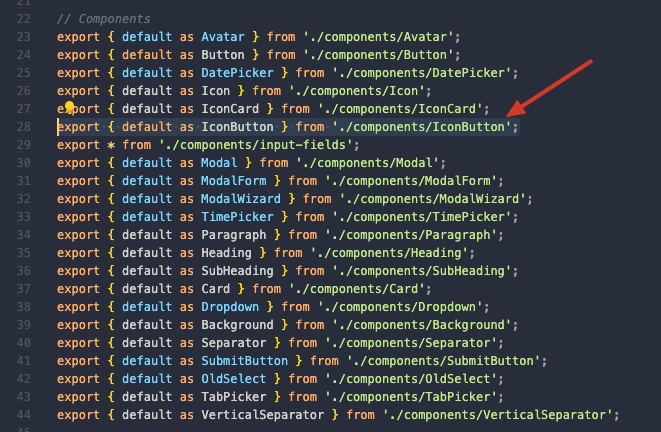 21
22 // Components
23 export { default as Avatar } from './components/Avatar';
24 export { default as Button } from './components/Button';
25 export { default as DatePicker } from './components/DatePicker';
26 export { default as Icon } from './components/Icon';
27 export { default as IconCard } from './components/IconCard';
28 export { default as IconButton } from './components/IconButton';
29 export * from './components/input-fields';
30 export { default as Modal } from './components/Modal';
31 export { default as ModalForm } from './components/ModalForm';
32 export { default as ModalWizard } from './components/ModalWizard';
33 export { default as TimePicker } from './components/TimePicker';
34 export { default as Paragraph } from './components/Paragraph';
35 export { default as Heading } from './components/Heading';
36 export { default as SubHeading } from './components/SubHeading';
37 export { default as Card } from './components/Card';
38 export { default as Dropdown } from './components/Dropdown';
39 export { default as Background } from './components/Background';
40 export { default as Separator } from './components/Separator';
41 export { default as SubmitButton } from './components/SubmitButton';
42 export { default as OldSelect } from './components/OldSelect';
43 export { default as TabPicker } from './components/TabPicker';
44 export { default as VerticalSeparator } from './components/VerticalSeparator';
45